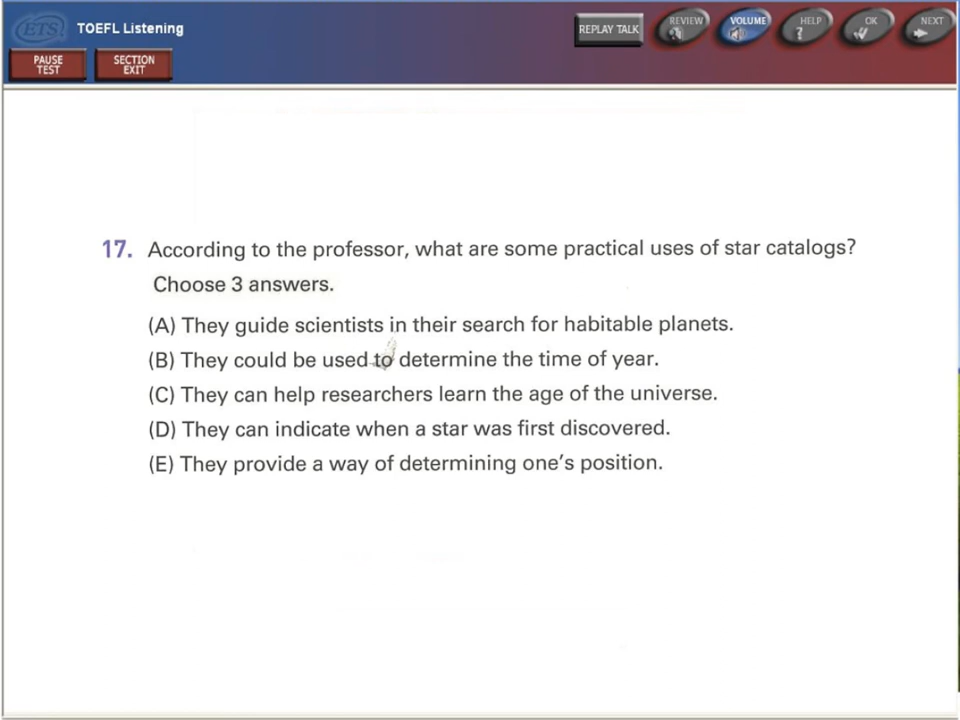 ETS TOEFL Listening
REPLAY TALK
REVIEW
VOLUME
HELP
?
OK
NEXT
PAUSE
TEST
SECTION
EXIT
17. According to the professor, what are some practical uses of star catalogs?
Choose 3 answers.
(A) They guide scientists in their search for habitable planets.
(B) They could be used to determine the time of year.
(C) They can help researchers learn the age of the universe.
(D) They can indicate when a star was first discovered.
(E) They provide a way of determining one's position.